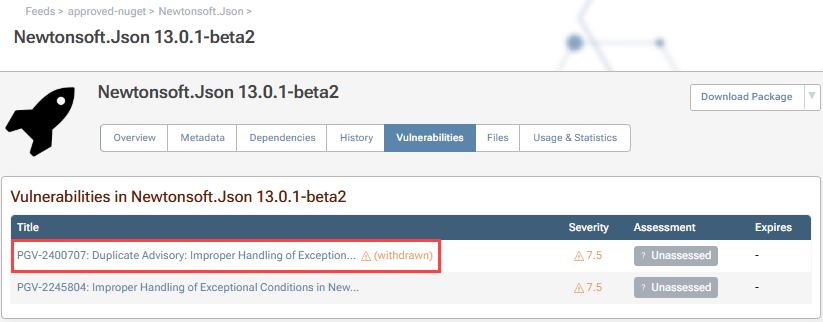 Feeds > approved-nuget > Newtonsoft.Json >
Newtonsoft.Json 13.0.1-beta2
Newtonsoft.Json 13.0.1-beta2
Download Package
Overview Metadata Dependencies History Vulnerabilities Files Usage & Statistics
Vulnerabilities in Newtonsoft.Json 13.0.1-beta2
Title Severity Assessment Expires
PGV-2400707: Duplicate Advisory: Improper Handling of Exception... (withdrawn) 7.5 ? Unassessed -
PGV-2245804: Improper Handling of Exceptional Conditions in New... 7.5 ? Unassessed -